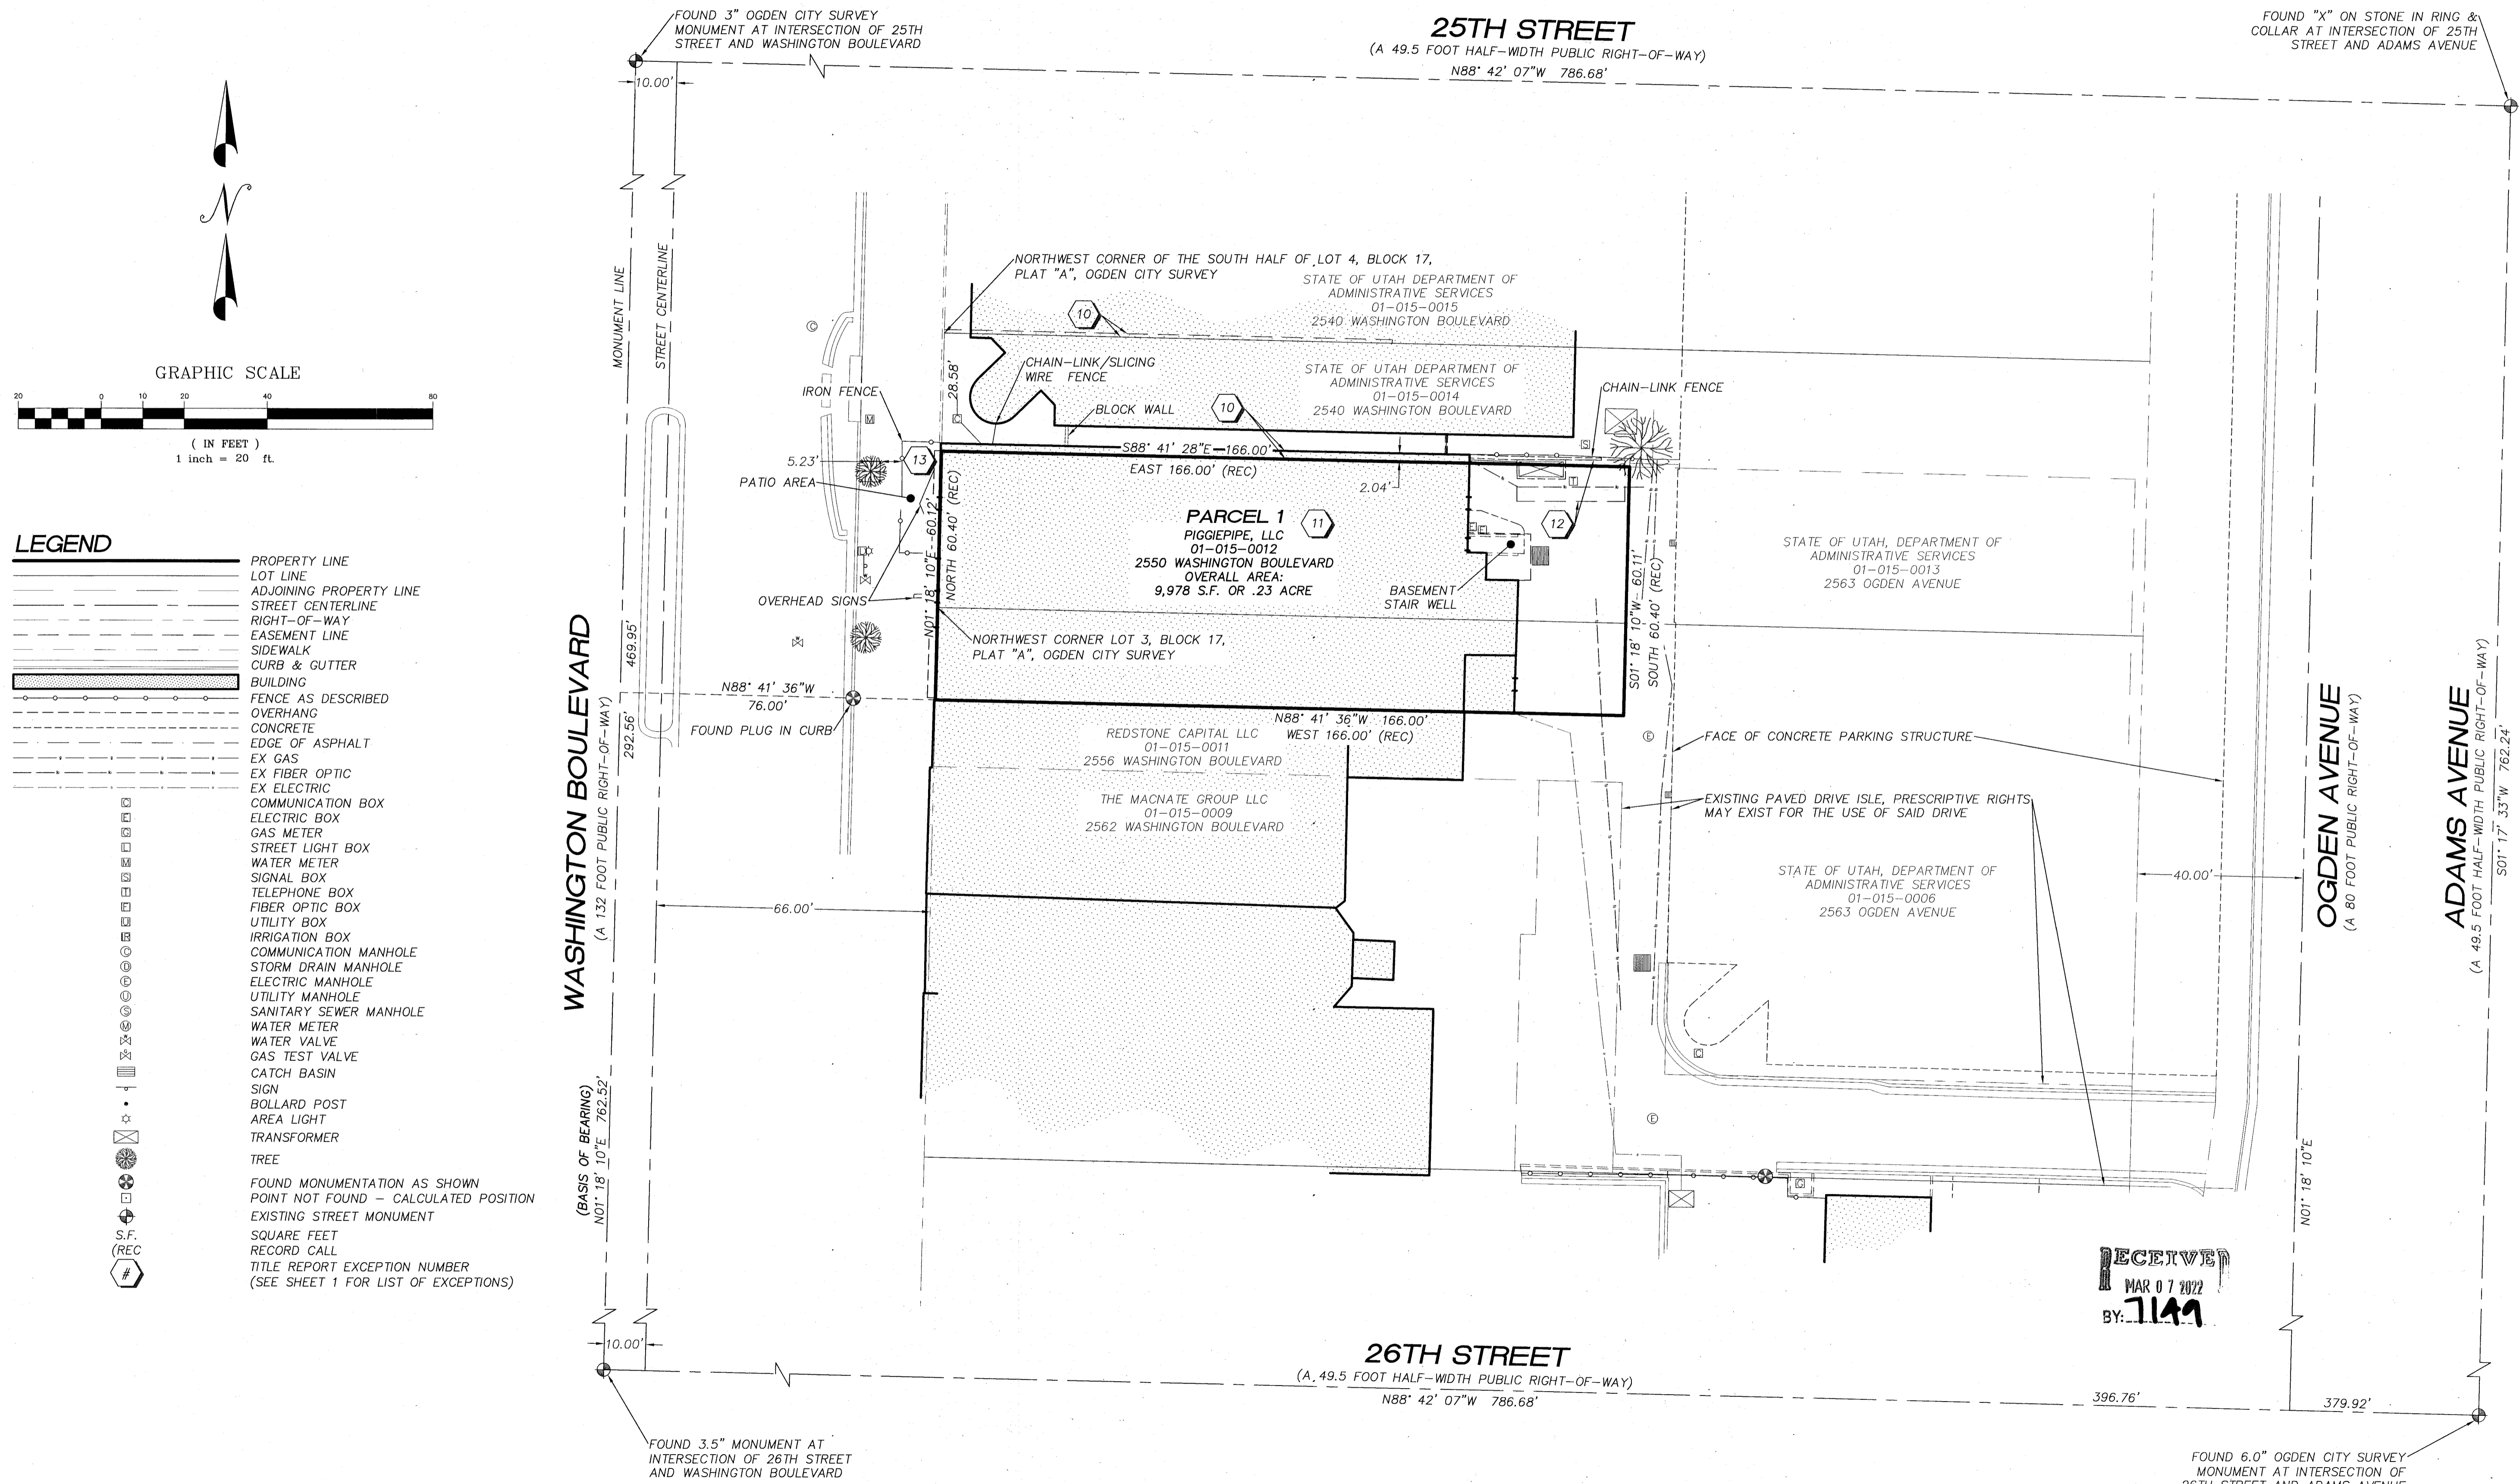 FOUND 3" OGDEN CITY SURVEY
MONUMENT AT INTERSECTION OF 25TH
STREET AND WASHINGTON BOULEVARD
25TH STREET
(A 49.5 FOOT HALF-WIDTH PUBLIC RIGHT-OF-WAY)
N88° 42' 07"W 786.68'
FOUND "X" ON STONE IN RING &
COLLAR AT INTERSECTION OF 25TH
STREET AND ADAMS AVENUE
10.00'
N
GRAPHIC SCALE
20 0 10 20 40 80
( IN FEET )
1 inch = 20 ft.
LEGEND
PROPERTY LINE
LOT LINE
ADJOINING PROPERTY LINE
STREET CENTERLINE
RIGHT-OF-WAY
EASEMENT LINE
SIDEWALK
CURB & GUTTER
BUILDING
FENCE AS DESCRIBED
OVERHANG
CONCRETE
EDGE OF ASPHALT
EX GAS
EX FIBER OPTIC
EX ELECTRIC
C COMMUNICATION BOX
E ELECTRIC BOX
G GAS METER
L STREET LIGHT BOX
M WATER METER
S SIGNAL BOX
T TELEPHONE BOX
FIBER OPTIC BOX
U UTILITY BOX
IRRIGATION BOX
C COMMUNICATION MANHOLE
D STORM DRAIN MANHOLE
E ELECTRIC MANHOLE
U UTILITY MANHOLE
S SANITARY SEWER MANHOLE
M WATER METER
WATER VALVE
GAS TEST VALVE
CATCH BASIN
SIGN
BOLLARD POST
AREA LIGHT
TRANSFORMER
TREE
FOUND MONUMENTATION AS SHOWN
POINT NOT FOUND - CALCULATED POSITION
EXISTING STREET MONUMENT
S.F. SQUARE FEET
(REC RECORD CALL
# TITLE REPORT EXCEPTION NUMBER
(SEE SHEET 1 FOR LIST OF EXCEPTIONS)
MONUMENT LINE
STREET CENTERLINE
NORTHWEST CORNER OF THE SOUTH HALF OF LOT 4, BLOCK 17,
PLAT "A", OGDEN CITY SURVEY
STATE OF UTAH DEPARTMENT OF
ADMINISTRATIVE SERVICES
01-015-0015
2540 WASHINGTON BOULEVARD
10
CHAIN-LINK/SLICING
WIRE FENCE
28.58'
IRON FENCE
STATE OF UTAH DEPARTMENT OF
ADMINISTRATIVE SERVICES
01-015-0014
2540 WASHINGTON BOULEVARD
CHAIN-LINK FENCE
BLOCK WALL
10
S88° 41' 28"E 166.00'
EAST 166.00' (REC)
5.23'
13
PATIO AREA
2.04'
PARCEL 1
11
PIGGIEPIPE, LLC
01-015-0012
2550 WASHINGTON BOULEVARD
OVERALL AREA:
9,978 S.F. OR .23 ACRE
12
N01° 18' 10"E 60.12'
NORTH 60.40' (REC)
BASEMENT
STAIR WELL
S01° 18' 10"W 60.11'
SOUTH 60.40' (REC)
STATE OF UTAH, DEPARTMENT OF
ADMINISTRATIVE SERVICES
01-015-0013
2563 OGDEN AVENUE
OVERHEAD SIGNS
NORTHWEST CORNER LOT 3, BLOCK 17,
PLAT "A", OGDEN CITY SURVEY
WASHINGTON BOULEVARD
(A 132 FOOT PUBLIC RIGHT-OF-WAY)
469.95'
292.56'
N88° 41' 36"W
76.00'
FOUND PLUG IN CURB
N88° 41' 36"W 166.00'
WEST 166.00' (REC)
REDSTONE CAPITAL LLC
01-015-0011
2556 WASHINGTON BOULEVARD
THE MACNATE GROUP LLC
01-015-0009
2562 WASHINGTON BOULEVARD
FACE OF CONCRETE PARKING STRUCTURE
EXISTING PAVED DRIVE ISLE, PRESCRIPTIVE RIGHTS
MAY EXIST FOR THE USE OF SAID DRIVE
STATE OF UTAH, DEPARTMENT OF
ADMINISTRATIVE SERVICES
01-015-0006
2563 OGDEN AVENUE
40.00'
66.00'
OGDEN AVENUE
(A 80 FOOT PUBLIC RIGHT-OF-WAY)
N01° 18' 10"E
ADAMS AVENUE
(A 49.5 FOOT HALF-WIDTH PUBLIC RIGHT-OF-WAY)
S01° 17' 33"W 762.24'
(BASIS OF BEARING)
N01° 18' 10"E 762.52'
RECEIVED
MAR 07 2022
BY: 7149
10.00'
26TH STREET
(A 49.5 FOOT HALF-WIDTH PUBLIC RIGHT-OF-WAY)
N88° 42' 07"W 786.68'
396.76'
379.92'
FOUND 3.5" MONUMENT AT
INTERSECTION OF 26TH STREET
AND WASHINGTON BOULEVARD
FOUND 6.0" OGDEN CITY SURVEY
MONUMENT AT INTERSECTION OF
26TH STREET AND ADAMS AVENUE